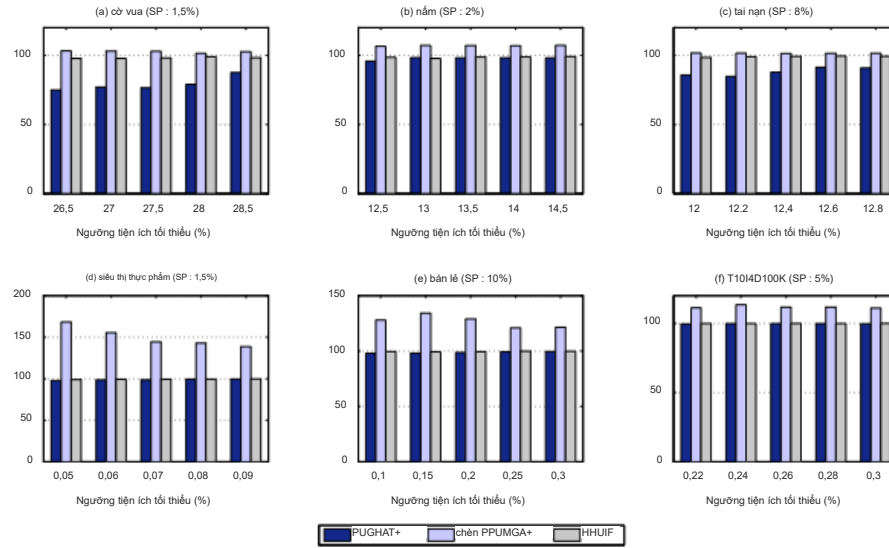 (a) cờ vua (SP : 1,5%)
100
50
0
26,5 27 27,5 28 28,5
Ngưỡng tiện ích tối thiểu (%)
(b) nấm (SP : 2%)
100
50
0
12,5 13 13,5 14 14,5
Ngưỡng tiện ích tối thiểu (%)
(c) tai nạn (SP : 8%)
100
50
0
12 12.2 12,4 12.6 12.8
Ngưỡng tiện ích tối thiểu (%)
(d) siêu thị thực phẩm (SP : 1,5%)
200
150
100
50
0
0,05 0,06 0,07 0,08 0,09
Ngưỡng tiện ích tối thiểu (%)
(e) bán lẻ (SP : 10%)
150
100
50
0
0,1 0,15 0,2 0,25 0,3
Ngưỡng tiện ích tối thiểu (%)
(f) T10I4D100K (SP : 5%)
100
50
0
0,22 0,24 0,26 0,28 0,3
Ngưỡng tiện ích tối thiểu (%)
PUGHAT+ chèn PPUMGA+ HHUIF